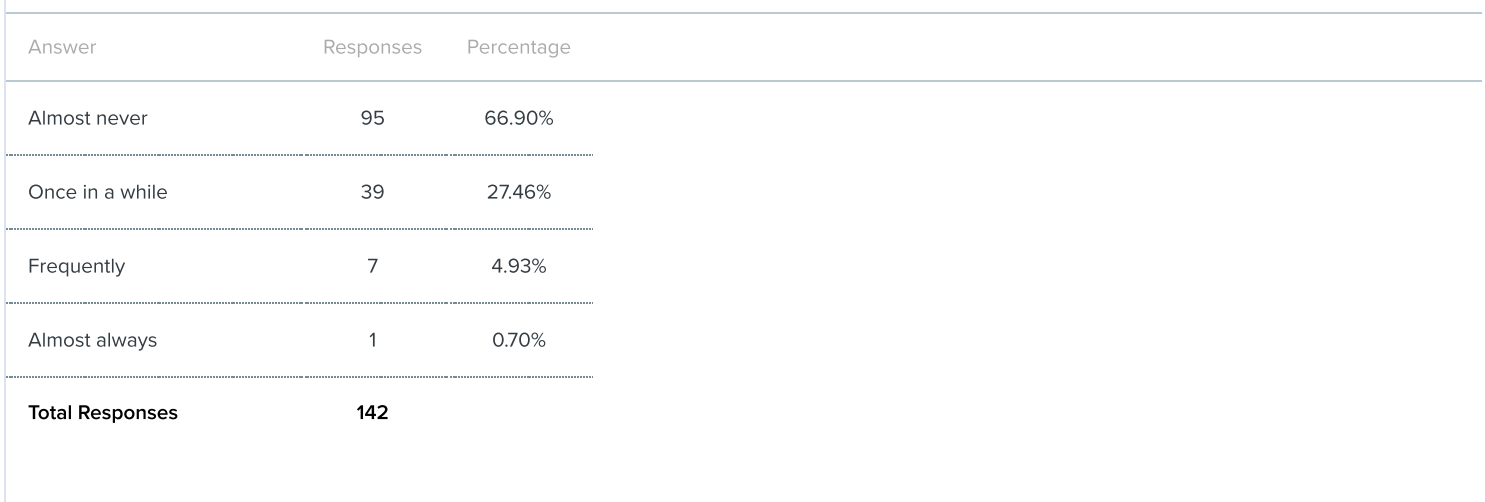 Answer Responses Percentage
Almost never 95 66.90%
Once in a while 39 27.46%
Frequently 7 4.93%
Almost always 1 0.70%
Total Responses 142